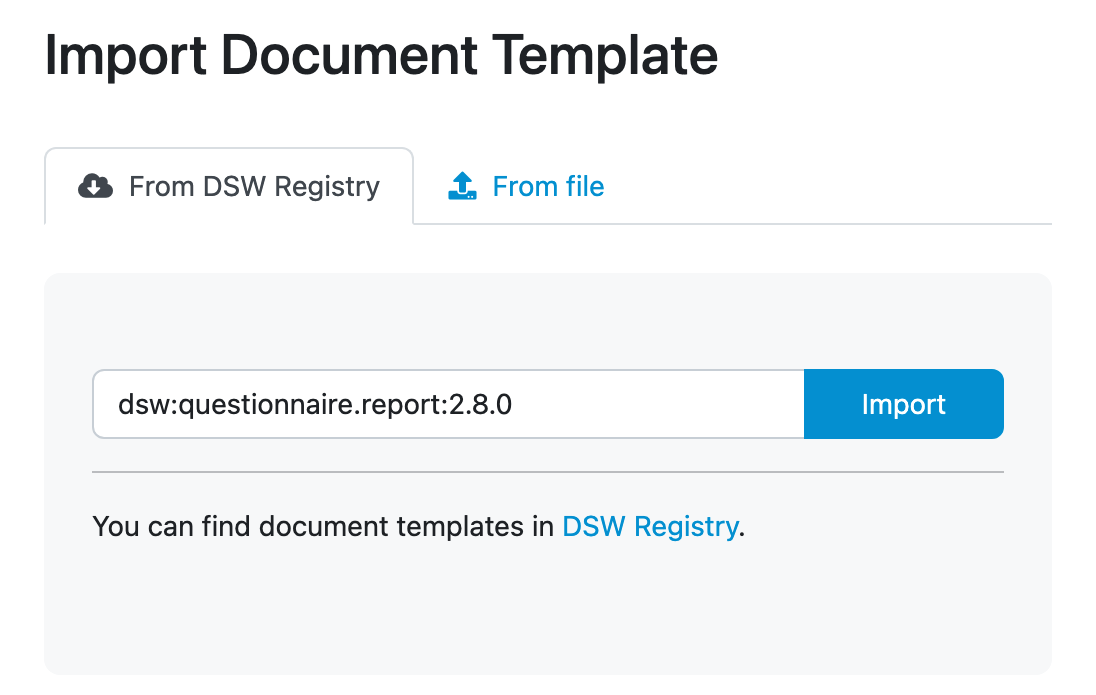 Import Document Template
From DSW Registry
From file
dsw:questionnaire.report:2.8.0
Import
You can find document templates in DSW Registry.